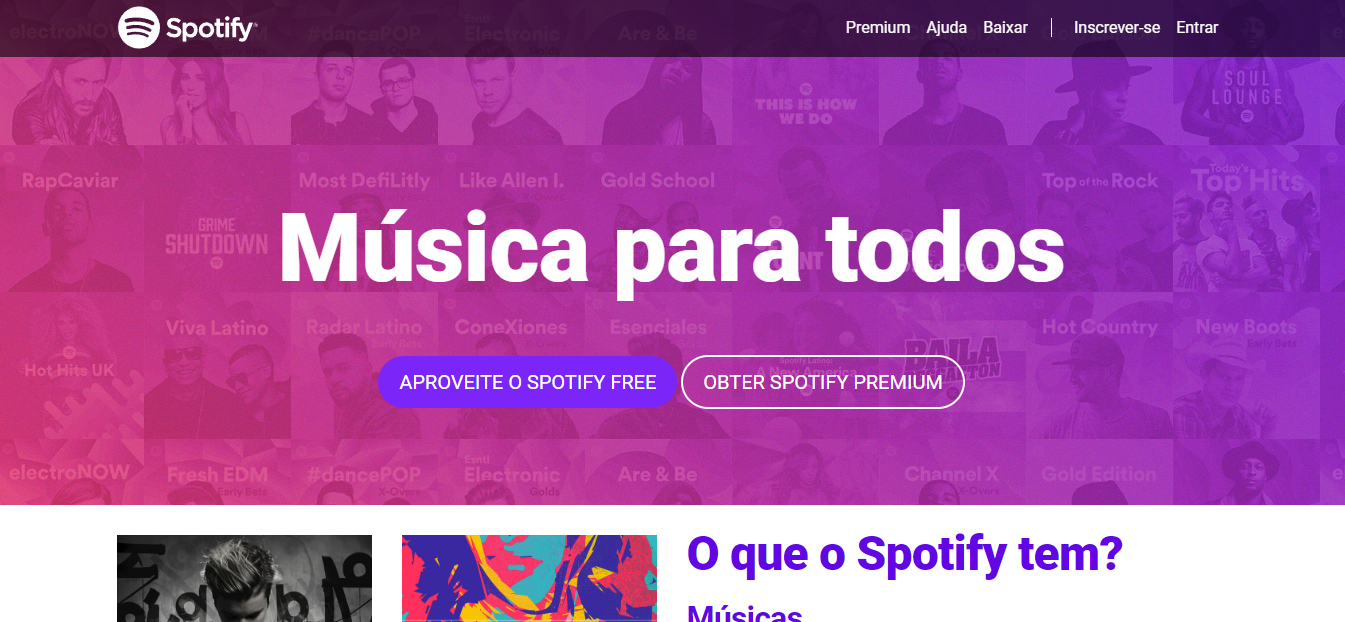 Spotify
Premium Ajuda Baixar Inscrever-se Entrar
electroNOW #dancePOP Electronic Are & Be
THIS IS HOW
WE DO
SOUL
LOUNGE
RapCaviar Most DefiLitly Like Allen I. Gold School Top of the Rock Today's Top Hits
GRIME
SHUTDOWN
Música para todos
Viva Latino Radar Latino ConeXiones Esenciales Hot Country New Boots
Early Bets Early Bets
Hot Hits UK
A New America
BAILA
APROVEITE O SPOTIFY FREE OBTER SPOTIFY PREMIUM
electroNOW Fresh EDM #dancePOP Esntl Electronic Are & Be Channel X Gold Edition
Early Bets X-Overs Golds X-Overs
O que o Spotify tem?
Músicas